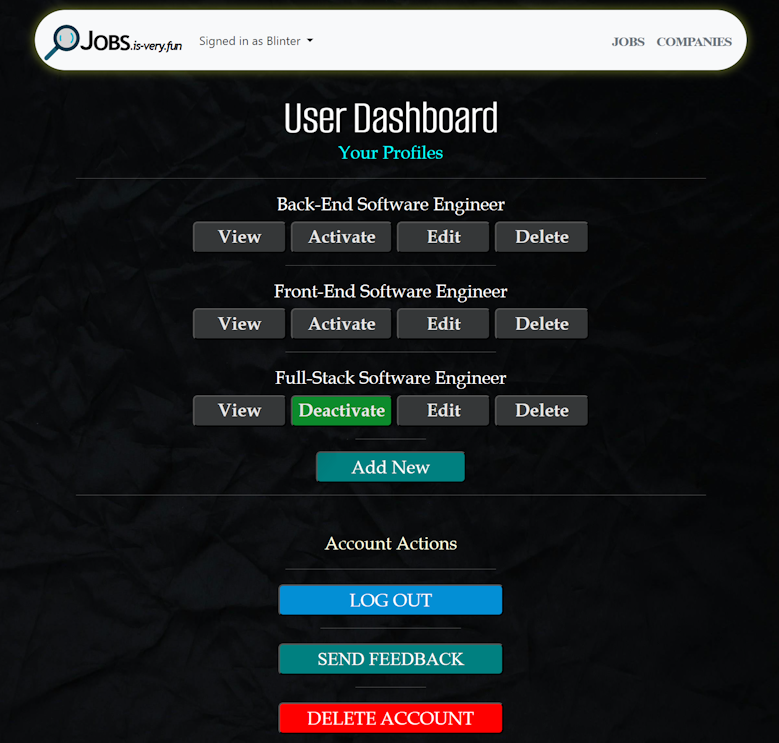 JOBS.is-very.fun Signed in as Blinter JOBS COMPANIES
User Dashboard
Your Profiles
Back-End Software Engineer
View Activate Edit Delete
Front-End Software Engineer
View Activate Edit Delete
Full-Stack Software Engineer
View Deactivate Edit Delete
Add New
Account Actions
LOG OUT
SEND FEEDBACK
DELETE ACCOUNT